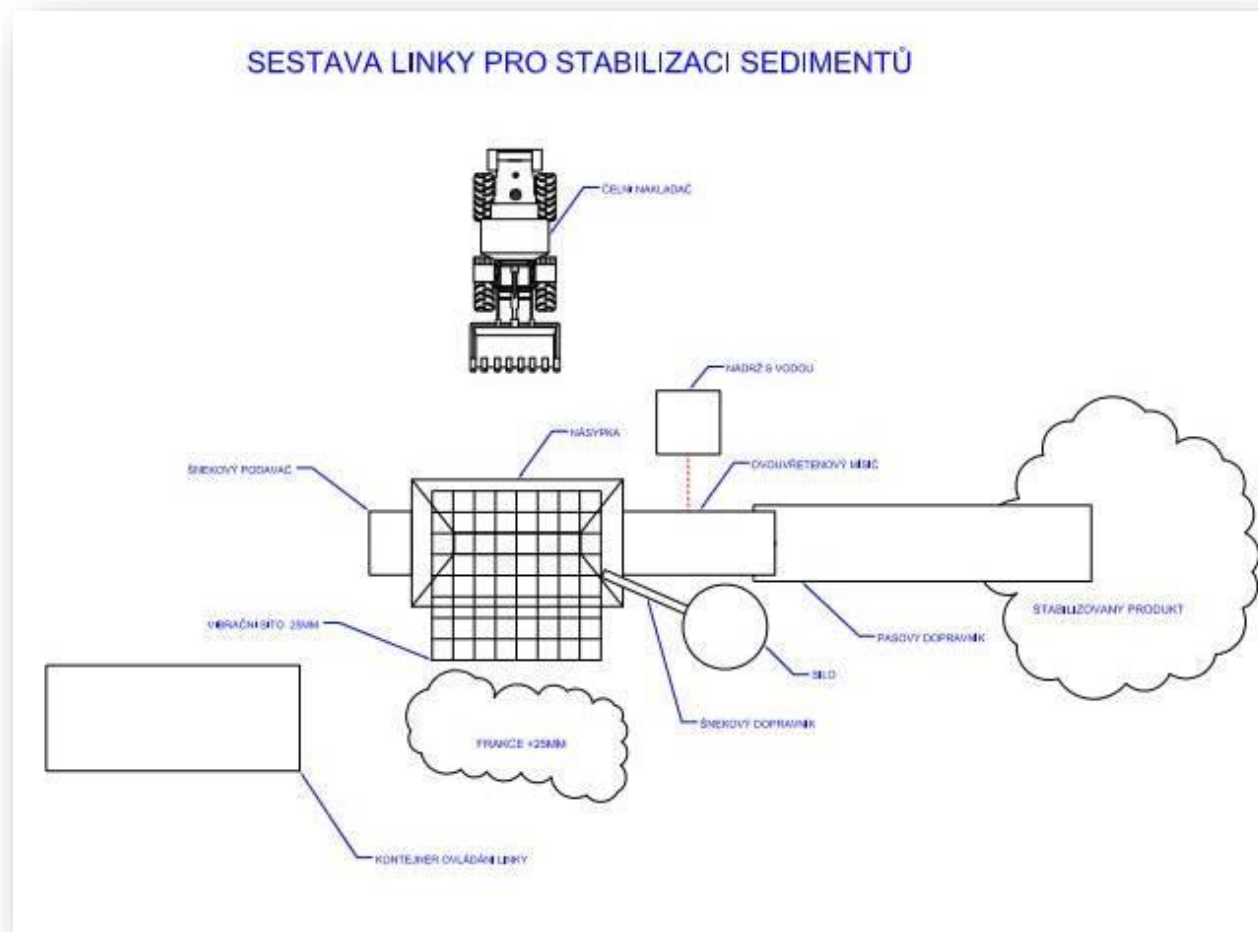 SESTAVA LINKY PRO STABILIZACI SEDIMENTŮ
ČELNÍ NAKLADAČ
NÁDRŽ S VODOU
NÁSYPKA
DVOUVŘETENOVÝ MÍSIČ
ŠNEKOVÝ PODAVAČ
STABILIZOVANÝ PRODUKT
VIBRAČNÍ SÍTO 25MM
PÁSOVÝ DOPRAVNÍK
SILO
ŠNEKOVÝ DOPRAVNÍK
FRAKCE +25MM
KONTEJNER OVLÁDÁNÍ LINKY